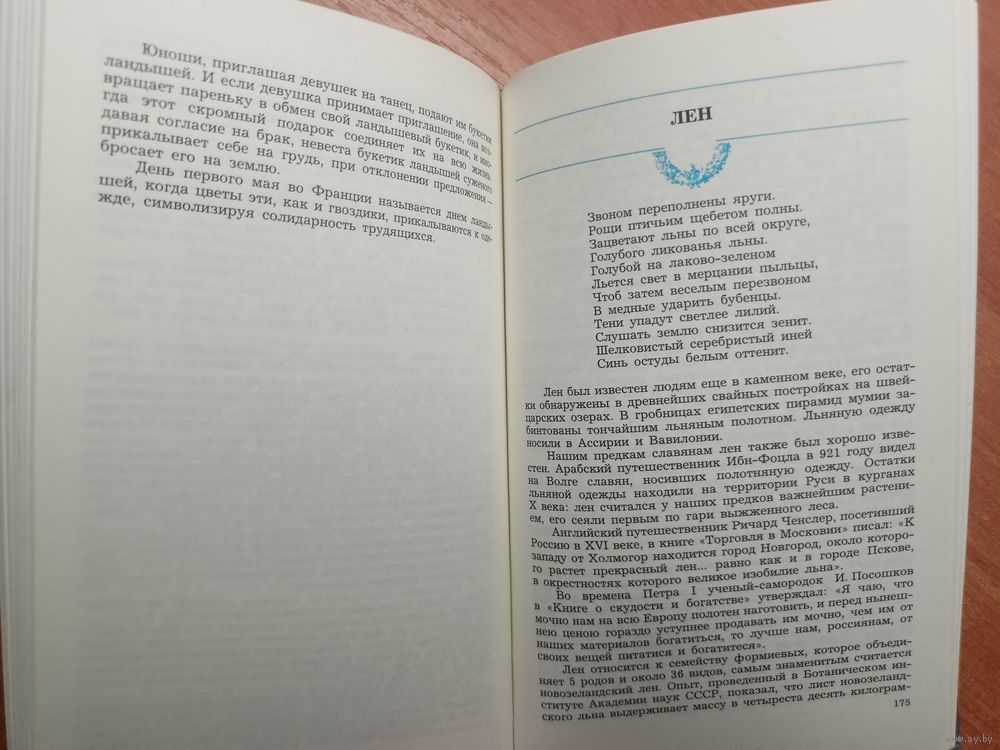 Юноши, приглашая девушек на танец, подают им букетик
ландышей. И если девушка принимает приглашение, она воз-
вращает пареньку в обмен свой ландышевый букетик, и ино-
гда этот скромный подарок соединяет их на всю жизнь:
давая согласие на брак, невеста букетик ландышей суженого
прикалывает себе на грудь, при отклонении предложения —
бросает его на землю.
День первого мая во Франции называется днем ланды-
шей, когда цветы эти, как и гвоздики, прикалываются к оде-
жде, символизируя солидарность трудящихся.
ЛЕН
Звоном переполнены яруги.
Рощи птичьим щебетом полны.
Зацветают льны по всей округе,
Голубого ликованья льны.
Голубой на лаково-зеленом
Льется свет в мерцании пыльцы,
Чтоб затем веселым перезвоном
В медные ударить бубенцы.
Тени упадут светлее лилий.
Слушать землю снизится зенит.
Шелковистый серебристый иней
Синь остуды белым оттенит.
Лен был известен людям еще в каменном веке, его остат-
ки обнаружены в древнейших свайных постройках на швей-
царских озерах. В гробницах египетских пирамид мумии за-
бинтованы тончайшим льняным полотном. Льняную одежду
носили в Ассирии и Вавилонии.
Нашим предкам славянам лен также был хорошо изве-
стен. Арабский путешественник Ибн-Фоцла в 921 году видел
на Волге славян, носивших полотняную одежду. Остатки
льняной одежды находили на территории Руси в курганах
X века: лен считался у наших предков важнейшим растени-
ем, его сеяли первым по гари выжженного леса.
Английский путешественник Ричард Ченслер, посетивший
Россию в XVI веке, в книге «Торговля в Московии» писал: «К
западу от Холмогор находится город Новгород, около которо-
го растет прекрасный лен... равно как и в городе Пскове,
в окрестностях которого великое изобилие льна».
Во времена Петра I ученый-самородок И. Посошков
в «Книге о скудости и богатстве» утверждал: «Я чаю, что
мочно нам на всю Европу полотен наготовить, и перед нынеш-
нею ценою гораздо уступнее продавать им мочно, чем им от
наших материалов богатиться, то лучше нам, россиянам, от
своих вещей питатися и богатитеся».
Лен относится к семейству формиевых, которое объеди-
няет 5 родов и около 36 видов, самым знаменитым считается
новозеландский лен. Опыт, проведенный в Ботаническом ин-
ституте Академии наук СССР, показал, что лист новозеланд-
ского льна выдерживает массу в четыреста десять килограм-
175
www.ay.by